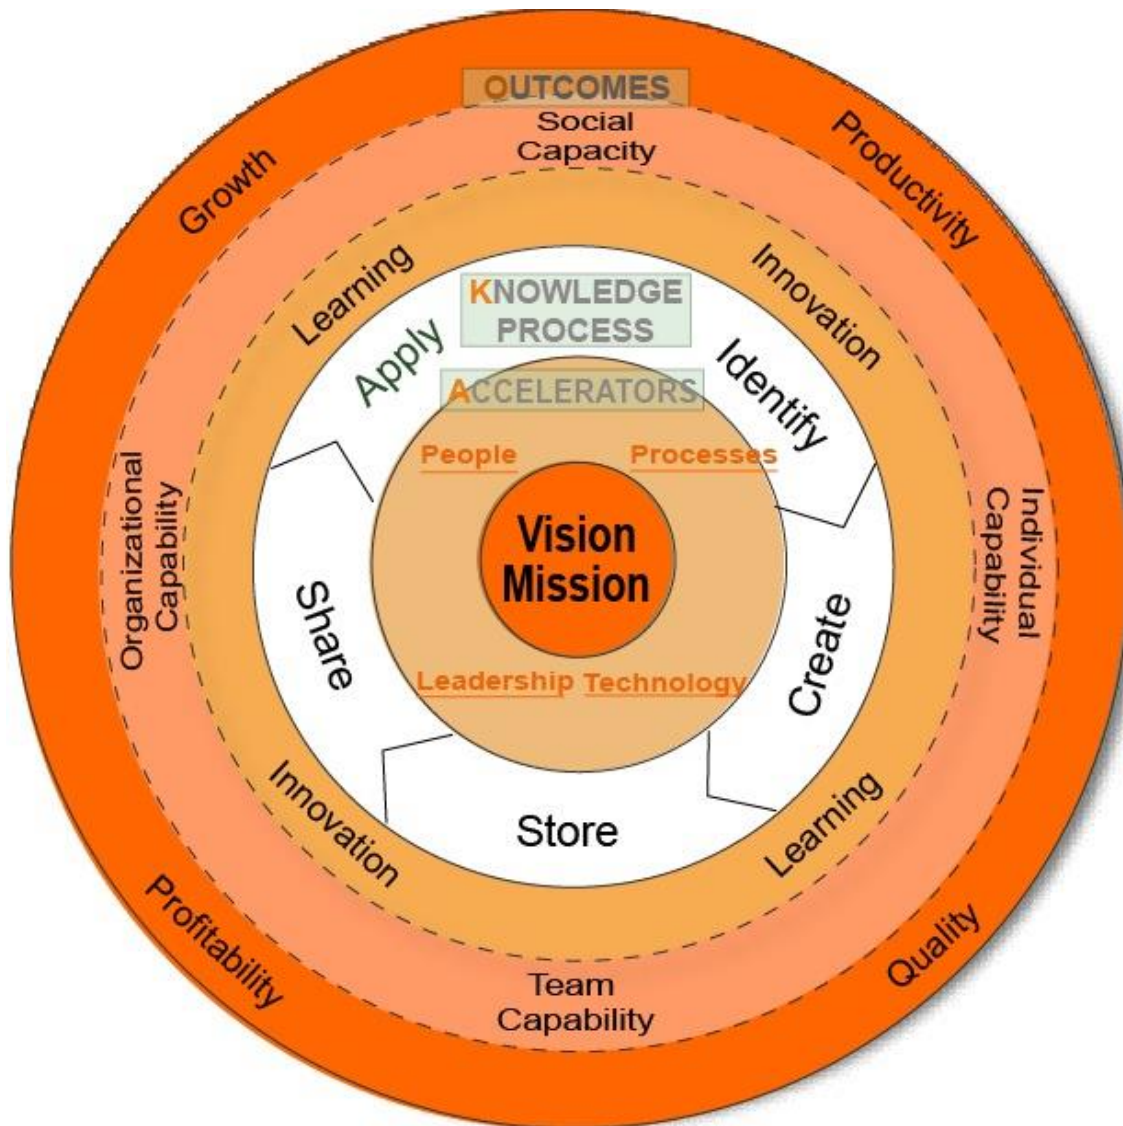 OUTCOMES
Social
Capacity
Growth
Productivity
Learning
Innovation
KNOWLEDGE
PROCESS
Apply
Identify
ACCELERATORS
People
Processes
Organizational
Capability
Individual
Capability
Vision
Mission
Share
Create
Leadership
Technology
Store
Innovation
Learning
Profitability
Quality
Team
Capability